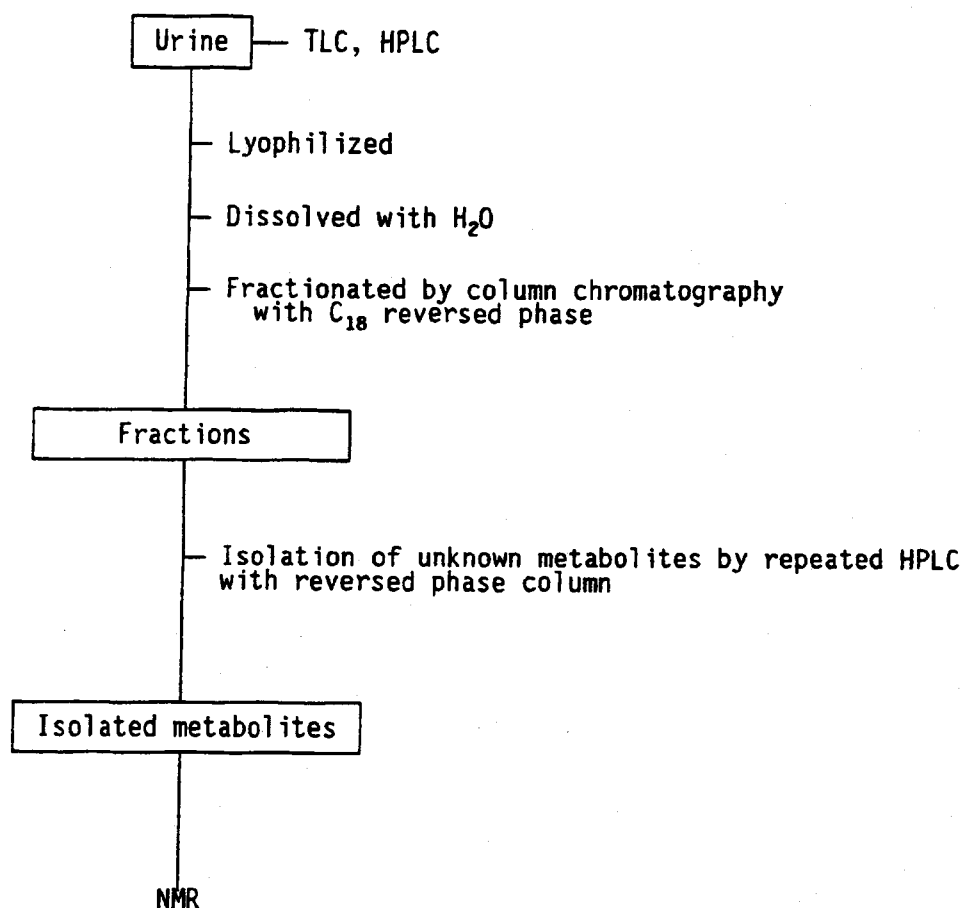 Urine TLC, HPLC
Lyophilized
Dissolved with H₂O
Fractionated by column chromatography
with C₁₈ reversed phase
Fractions
Isolation of unknown metabolites by repeated HPLC
with reversed phase column
Isolated metabolites
NMR